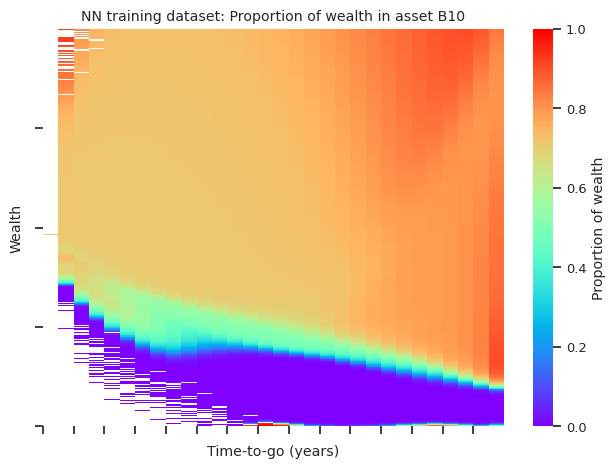 NN training dataset: Proportion of wealth in asset B10
Wealth
Time-to-go (years)
1.0
0.8
0.6
0.4
0.2
0.0
Proportion of wealth